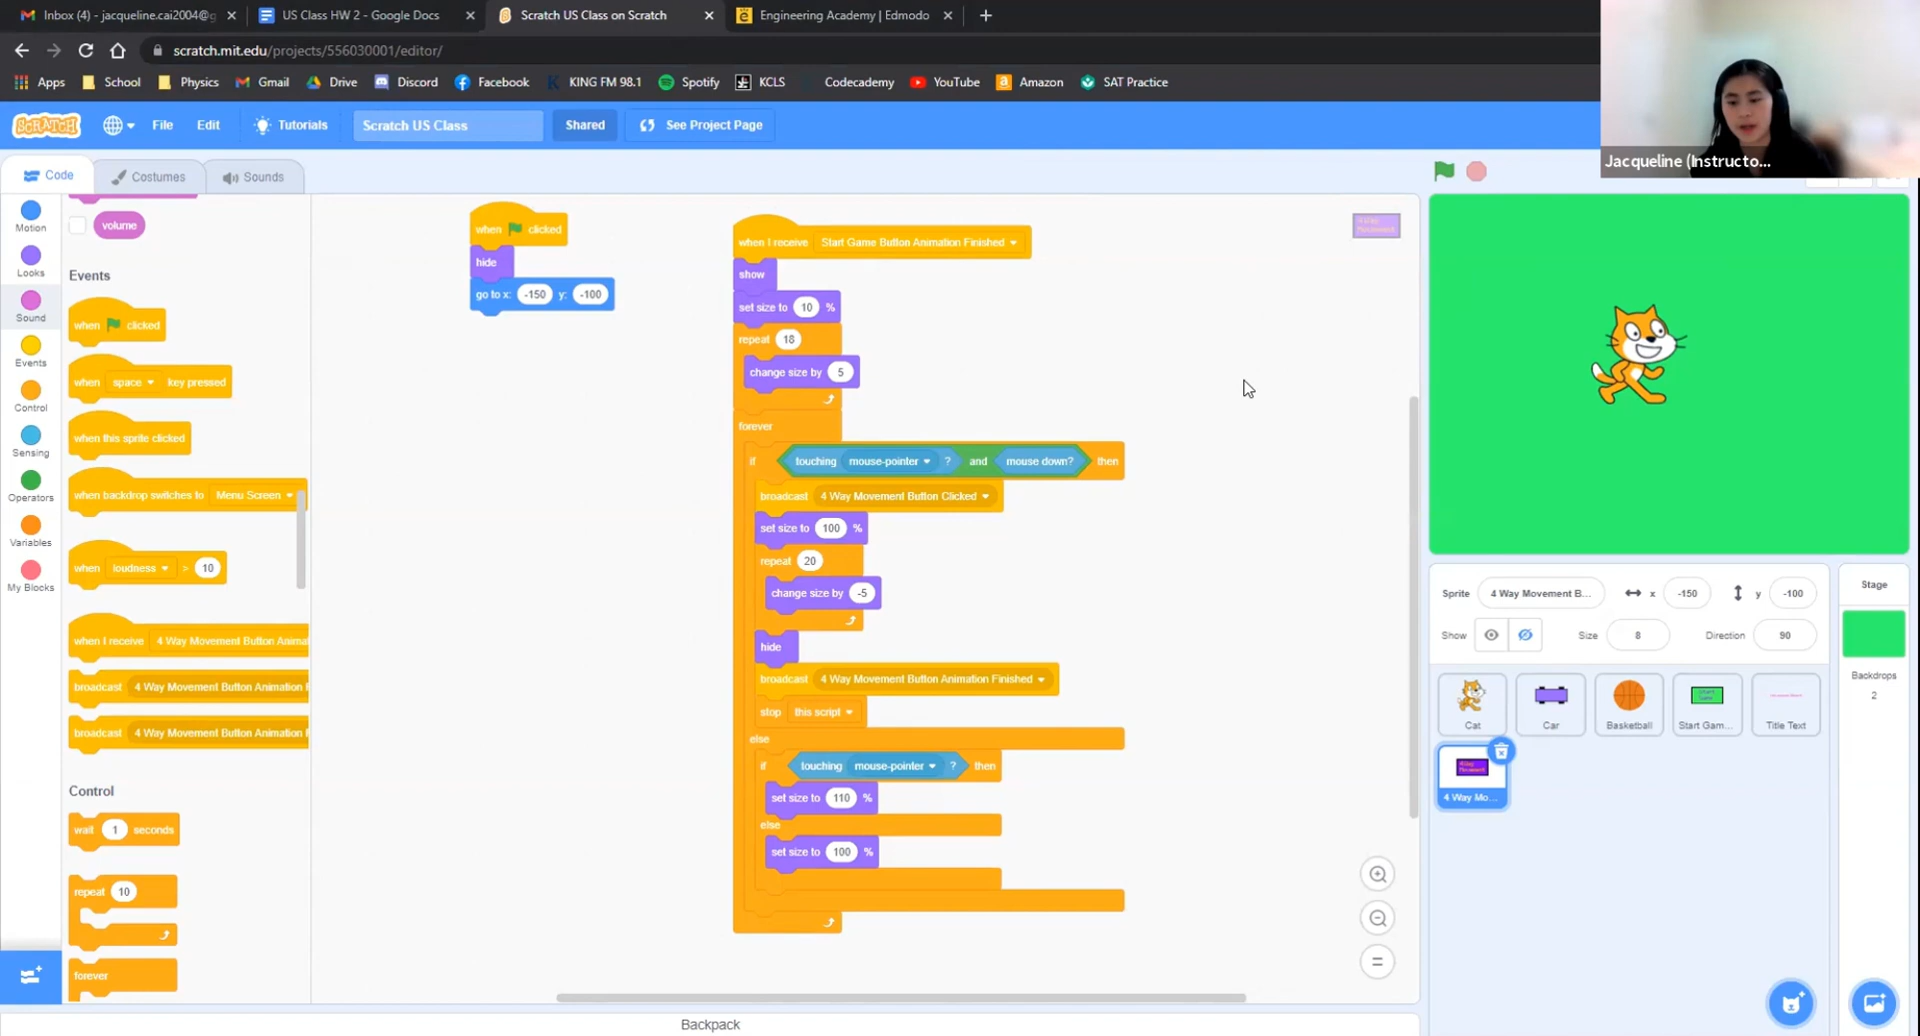 Inbox (4) - jacqueline.cai2004@g
US Class HW 2 - Google Docs
Scratch US Class on Scratch
Engineering Academy | Edmodo
scratch.mit.edu/projects/556030001/editor/
Apps School Physics Gmail Drive Discord Facebook KING FM 98.1 Spotify KCLS Codecademy YouTube Amazon SAT Practice
Jacqueline (Instructo...
SCRATCH File Edit Tutorials Scratch US Class Shared See Project Page
Code Costumes Sounds
Motion
Looks
Sound
Events
Control
Sensing
Operators
Variables
My Blocks
volume
Events
when clicked
when space key pressed
when this sprite clicked
when backdrop switches to Menu Screen
when loudness > 10
when I receive 4 Way Movement Button Anima
broadcast 4 Way Movement Button Animation F
broadcast 4 Way Movement Button Animation F
Control
wait 1 seconds
repeat 10
forever
when clicked
hide
go to x: -150 y: -100
when I receive Start Game Button Animation Finished
show
set size to 10 %
repeat 18
change size by 5
forever
if touching mouse-pointer ? and mouse down? then
broadcast 4 Way Movement Button Clicked
set size to 100 %
repeat 20
change size by -5
hide
broadcast 4 Way Movement Button Animation Finished
stop this script
else
if touching mouse-pointer ? then
set size to 110 %
else
set size to 100 %
4 Way
Movement
Sprite 4 Way Movement B... x -150 y -100
Show Size 8 Direction 90
Cat
Car
Basketball
Start Gam...
Title Text
4 Way Mo...
Stage
Backdrops
2
Backpack